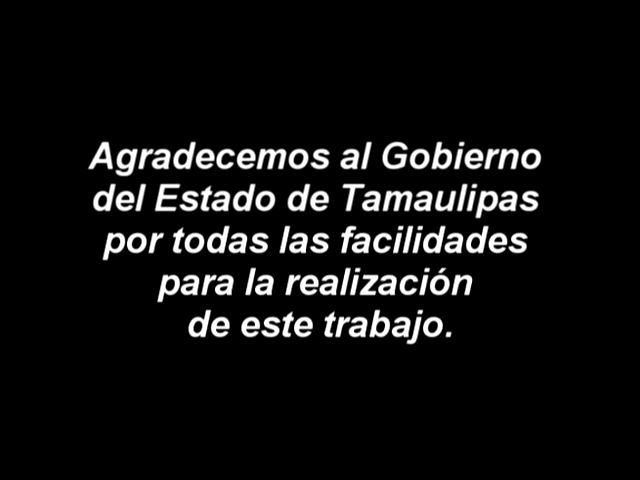 Agradecemos al Gobierno
del Estado de Tamaulipas
por todas las facilidades
para la realización
de este trabajo.